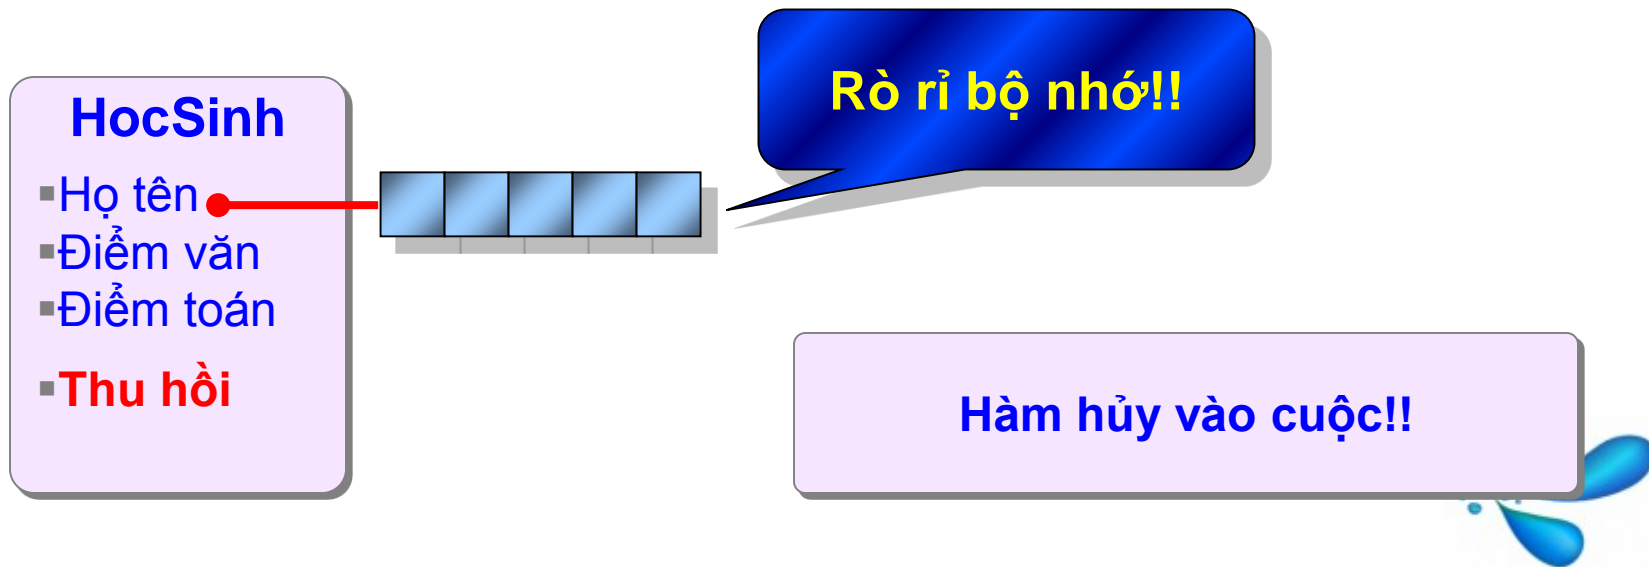 HocSinh
▪Họ tên
▪Điểm văn
▪Điểm toán
▪Thu hồi
Rò rỉ bộ nhớ!!
Hàm hủy vào cuộc!!